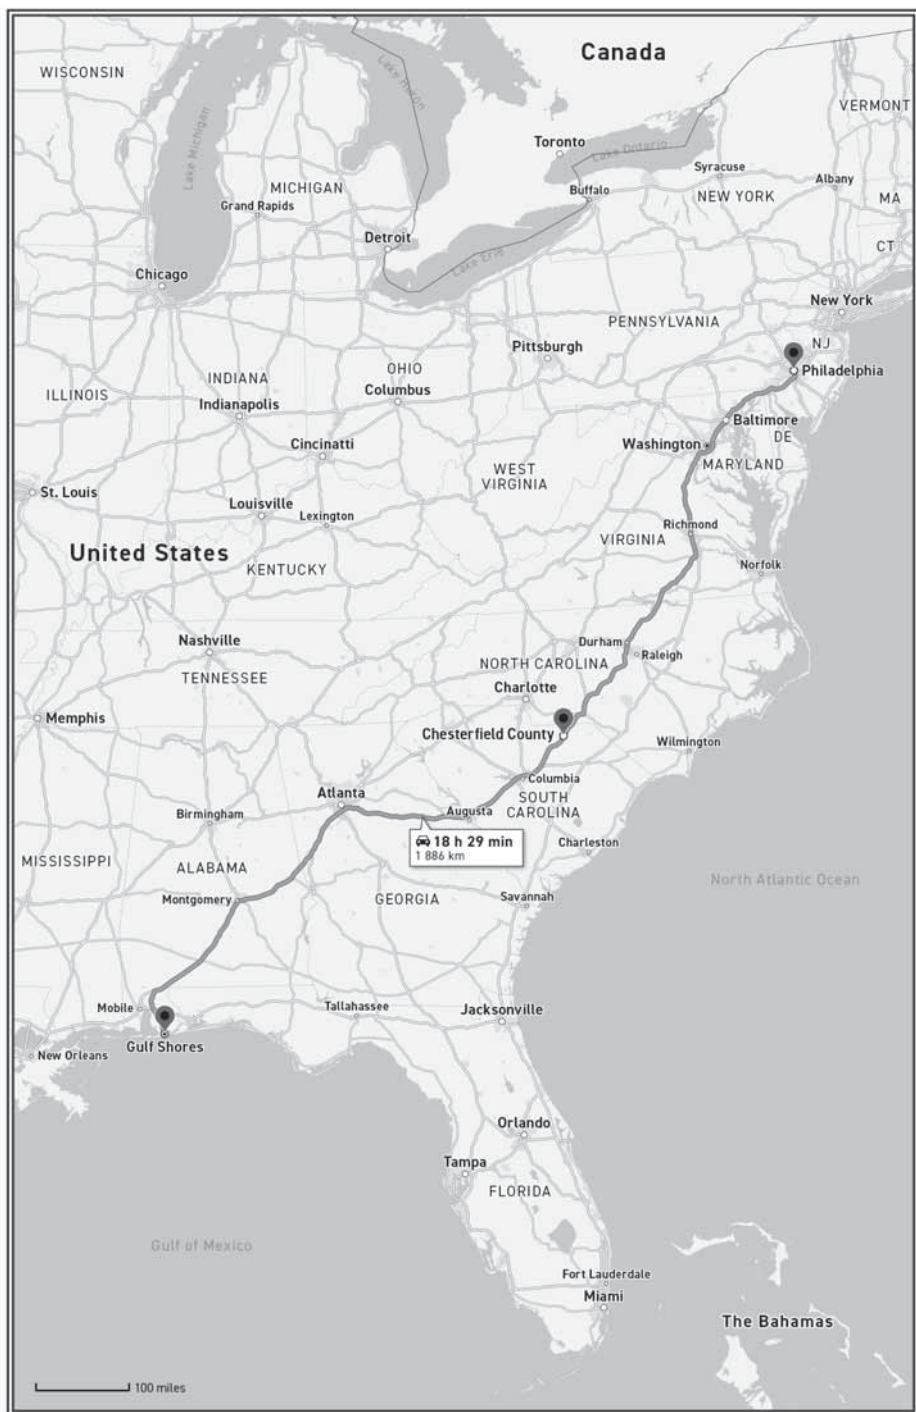 Canada
WISCONSIN
Lake Huron
VERMONT
Lake Michigan
Toronto
Lake Ontario
Syracuse
Albany
MICHIGAN
Buffalo
NEW YORK
MA
Grand Rapids
Detroit
CT
Lake Erie
Chicago
New York
PENNSYLVANIA
Pittsburgh
NJ
OHIO
Philadelphia
INDIANA
Columbus
ILLINOIS
Indianapolis
Baltimore
DE
Cincinatti
Washington
MARYLAND
WEST
VIRGINIA
St. Louis
Louisville
Lexington
Richmond
VIRGINIA
United States
KENTUCKY
Norfolk
Nashville
Durham
Raleigh
NORTH CAROLINA
TENNESSEE
Charlotte
Memphis
Chesterfield County
Wilmington
Columbia
Atlanta
SOUTH
CAROLINA
Birmingham
Augusta
18 h 29 min
1 886 km
Charleston
MISSISSIPPI
ALABAMA
North Atlantic Ocean
Montgomery
GEORGIA
Savannah
Mobile
Tallahassee
Jacksonville
Gulf Shores
New Orleans
Orlando
Tampa
FLORIDA
Gulf of Mexico
Fort Lauderdale
Miami
The Bahamas
100 miles